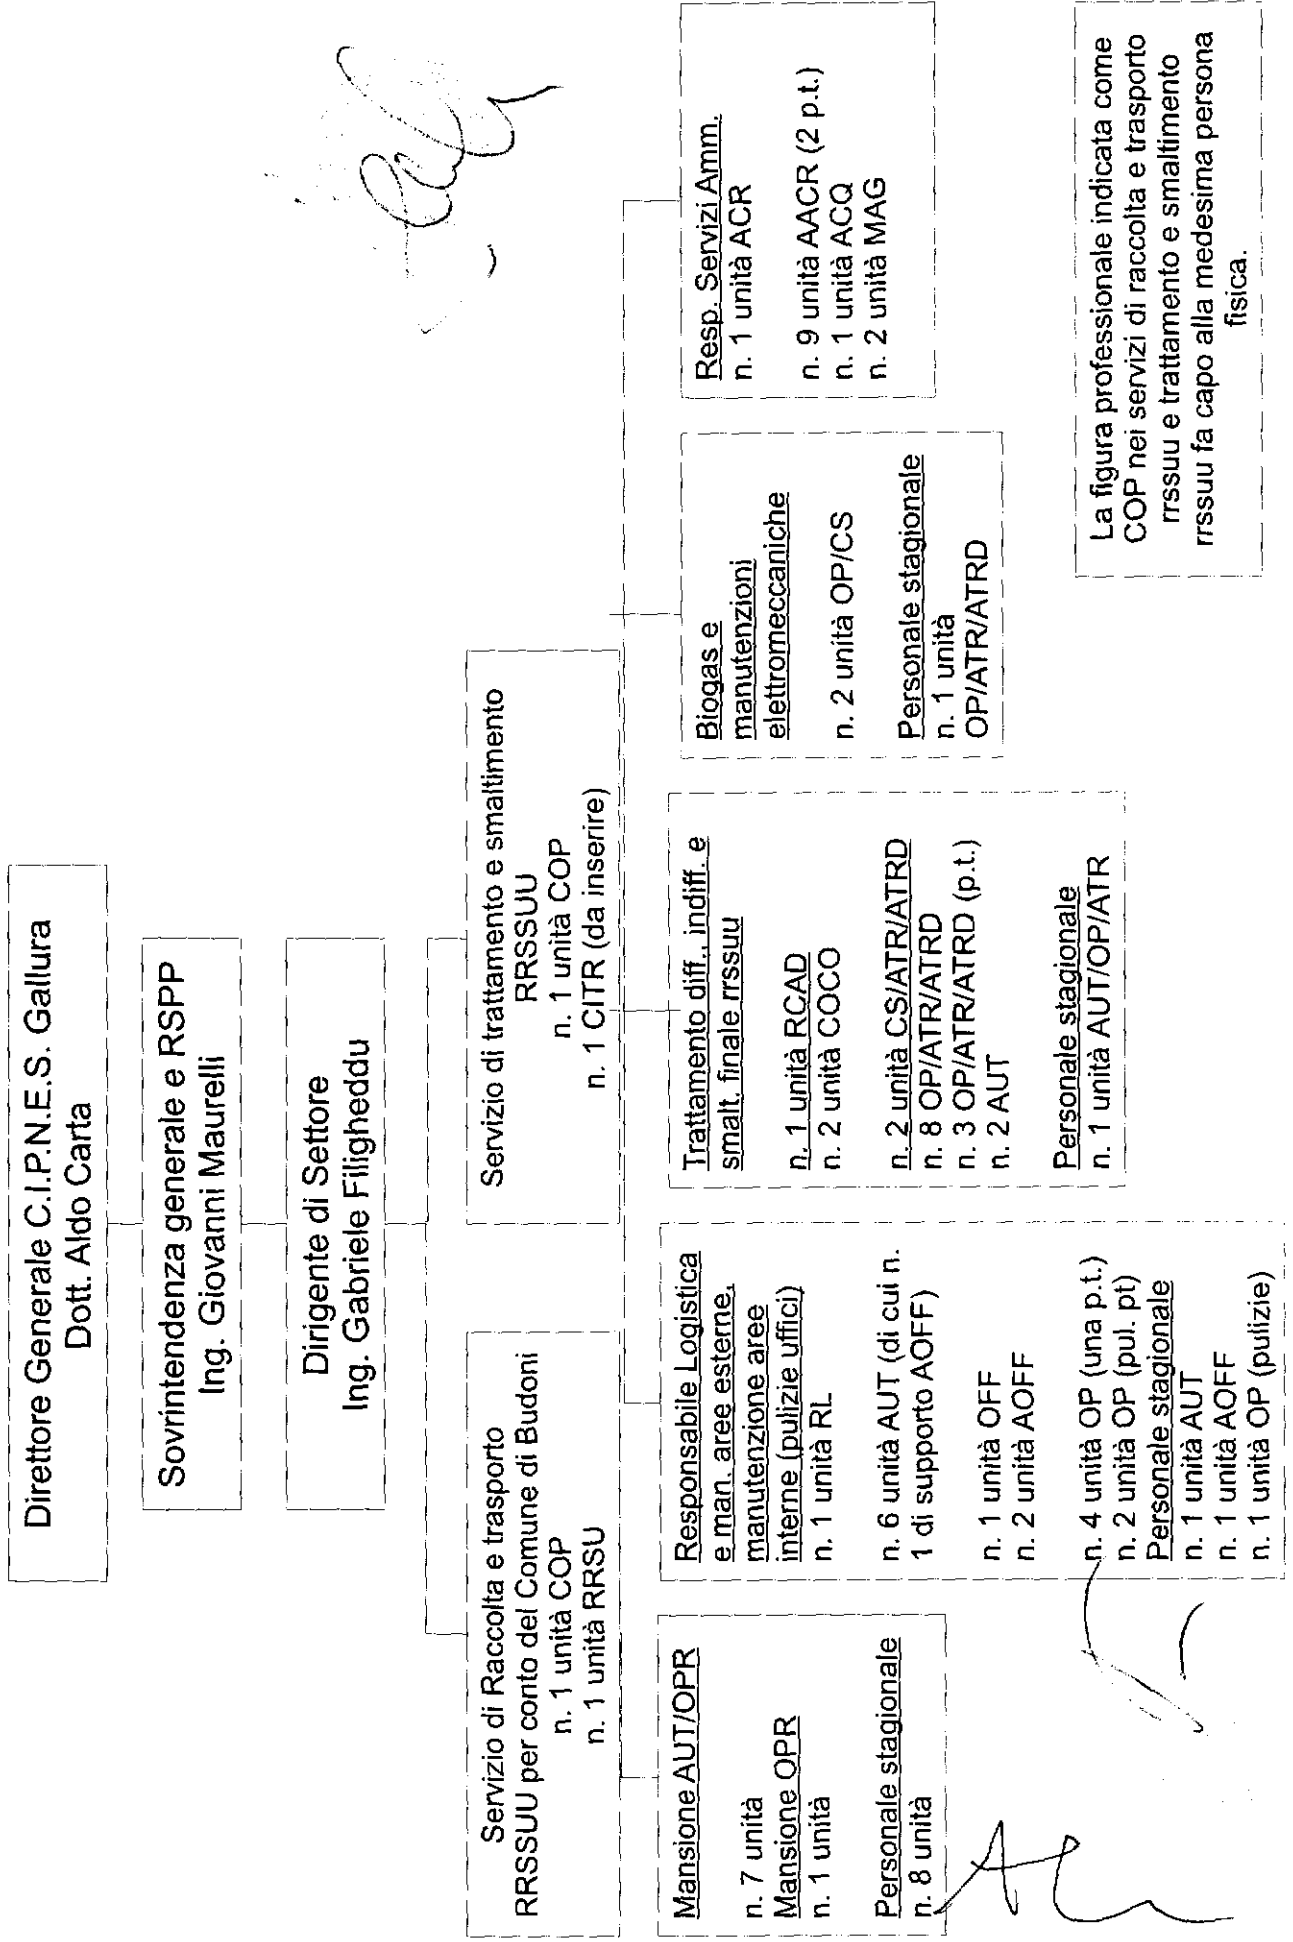 Direttore Generale C.I.P.N.E.S. Gallura
Dott. Aldo Carta
Sovrintendenza generale e RSPP
Ing. Giovanni Maurelli
Dirigente di Settore
Ing. Gabriele Filigheddu
Servizio di Raccolta e trasporto
RRSSUU per conto del Comune di Budoni
n. 1 unità COP
n. 1 unità RRSU
Servizio di trattamento e smaltimento
RRSSUU
n. 1 unità COP
n. 1 CITR (da inserire)
Mansione AUT/OPR
n. 7 unità
Mansione OPR
n. 1 unità
Personale stagionale
n. 8 unità
Responsabile Logistica
e man. aree esterne,
manutenzione aree
interne (pulizie uffici)
n. 1 unità RL
n. 6 unità AUT (di cui n.
1 di supporto AOFF)
n. 1 unità OFF
n. 2 unità AOFF
n. 4 unità OP (una p.t.)
n. 2 unità OP (pul. pt)
Personale stagionale
n. 1 unità AUT
n. 1 unità AOFF
n. 1 unità OP (pulizie)
Trattamento diff., indiff. e
smalt. finale rrssuu
n. 1 unità RCAD
n. 2 unità COCO
n. 2 unità CS/ATR/ATRD
n. 8 OP/ATR/ATRD
n. 3 OP/ATR/ATRD (p.t.)
n. 2 AUT
Personale stagionale
n. 1 unità AUT/OP/ATR
Biogas e
manutenzioni
elettromeccaniche
n. 2 unità OP/CS
Personale stagionale
n. 1 unità
OP/ATR/ATRD
Resp. Servizi Amm.
n. 1 unità ACR
n. 9 unità AACR (2 p.t.)
n. 1 unità ACQ
n. 2 unità MAG
La figura professionale indicata come
COP nei servizi di raccolta e trasporto
rrssuu e trattamento e smaltimento
rrssuu fa capo alla medesima persona
fisica.